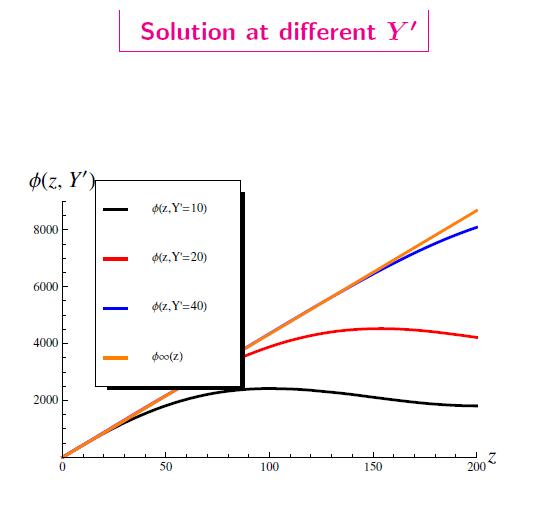 Solution at different Y′
ϕ(z, Y′)
ϕ(z,Y'=10)
ϕ(z,Y'=20)
ϕ(z,Y'=40)
ϕ∞(z)
8000
6000
4000
2000
0 50 100 150 200 z